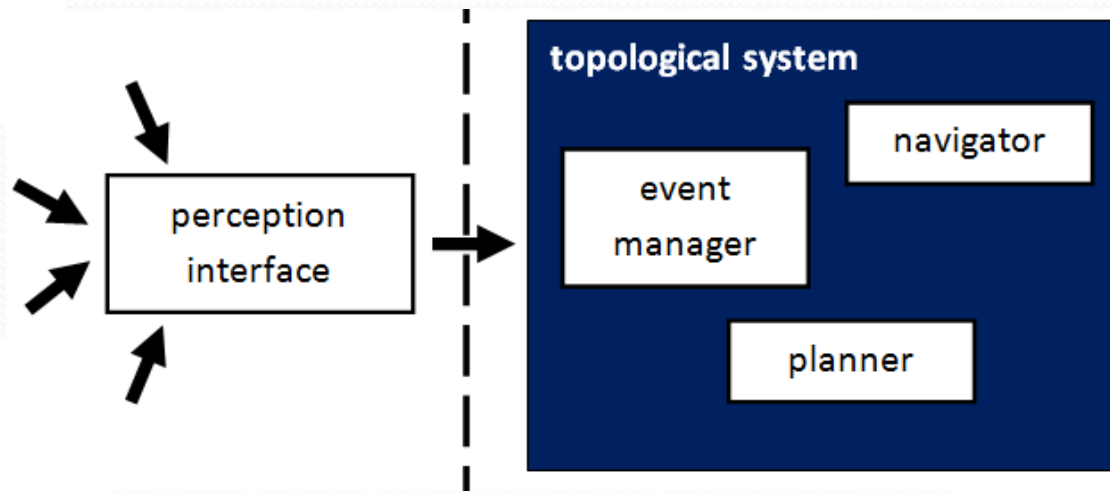 perception
interface
topological system
navigator
event
manager
planner